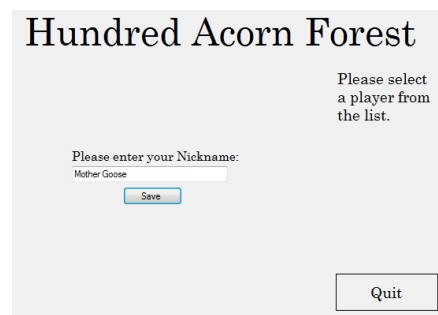 Hundred Acorn Forest
Please select
a player from
the list.
Please enter your Nickname:
Mother Goose
Save
Quit